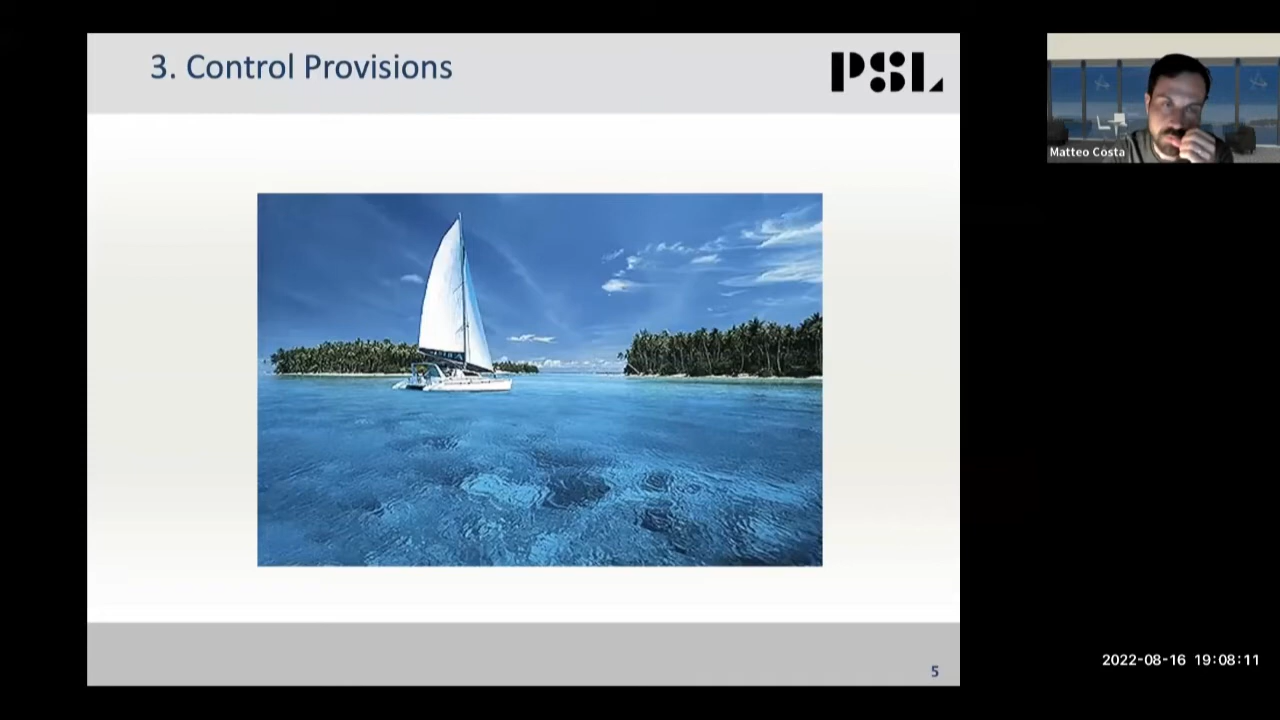 3. Control Provisions
PSL
Matteo Costa
5
2022-08-16 19:08:11